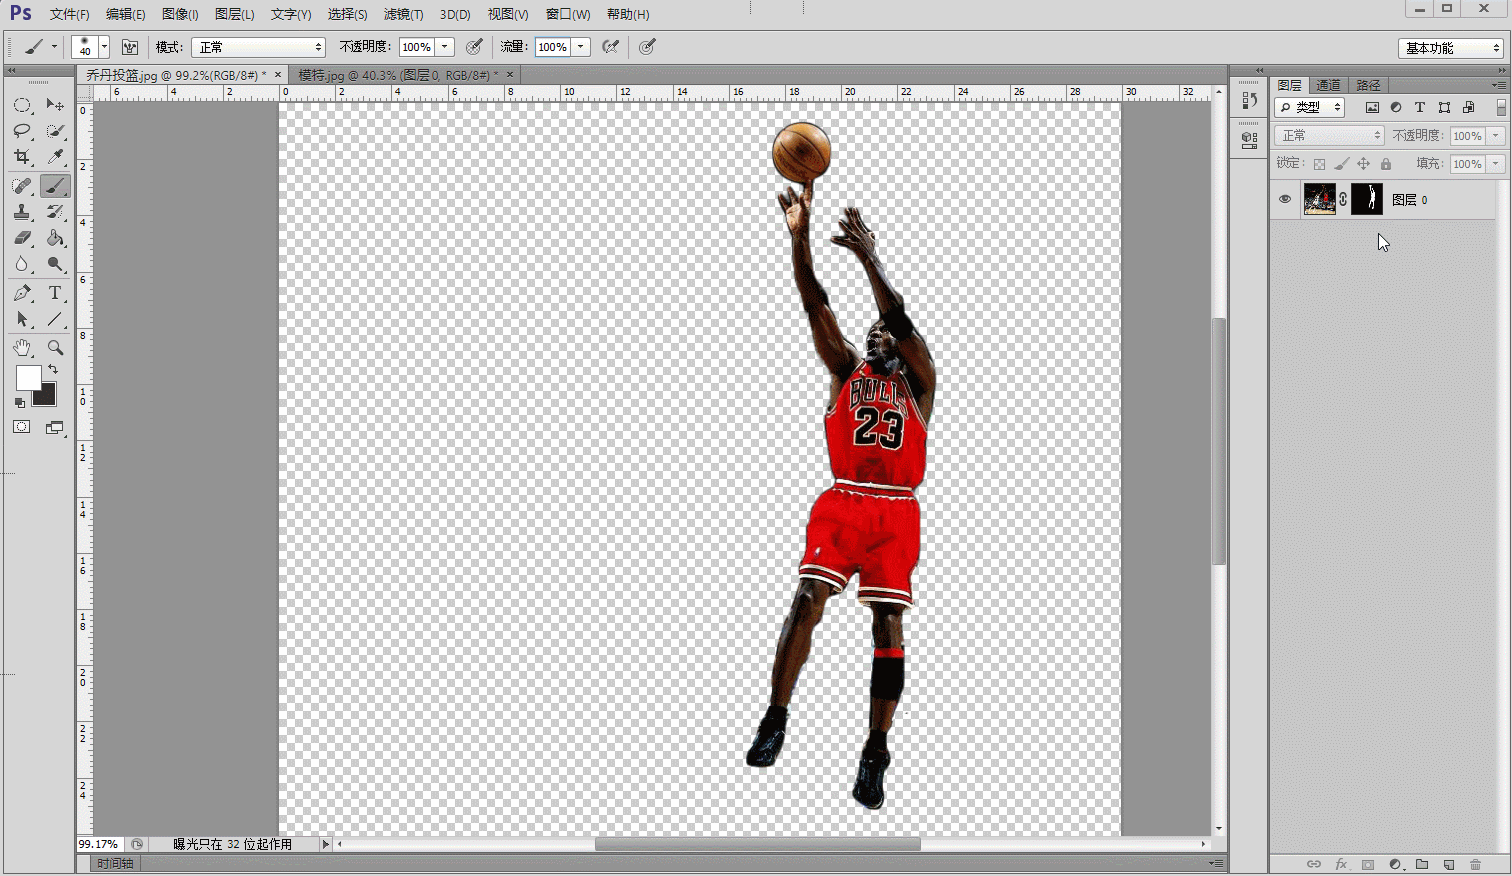 Ps 文件(F) 编辑(E) 图像(I) 图层(L) 文字(Y) 选择(S) 滤镜(T) 3D(D) 视图(V) 窗口(W) 帮助(H)
40 模式: 正常 不透明度: 100% 流量: 100% 基本功能
乔丹投篮.jpg @ 99.2%(RGB/8#) * × 模特.jpg @ 40.3% (图层 0, RGB/8#) * ×
6 4 2 0 2 4 6 8 10 12 14 16 18 20 22 24 26 28 30 32
0
2
4
6
8
10
12
14
16
18
20
22
24
BULLS
23
图层 通道 路径
类型
正常 不透明度: 100%
锁定: 填充: 100%
图层 0
99.17% 曝光只在 32 位起作用
时间轴
fx